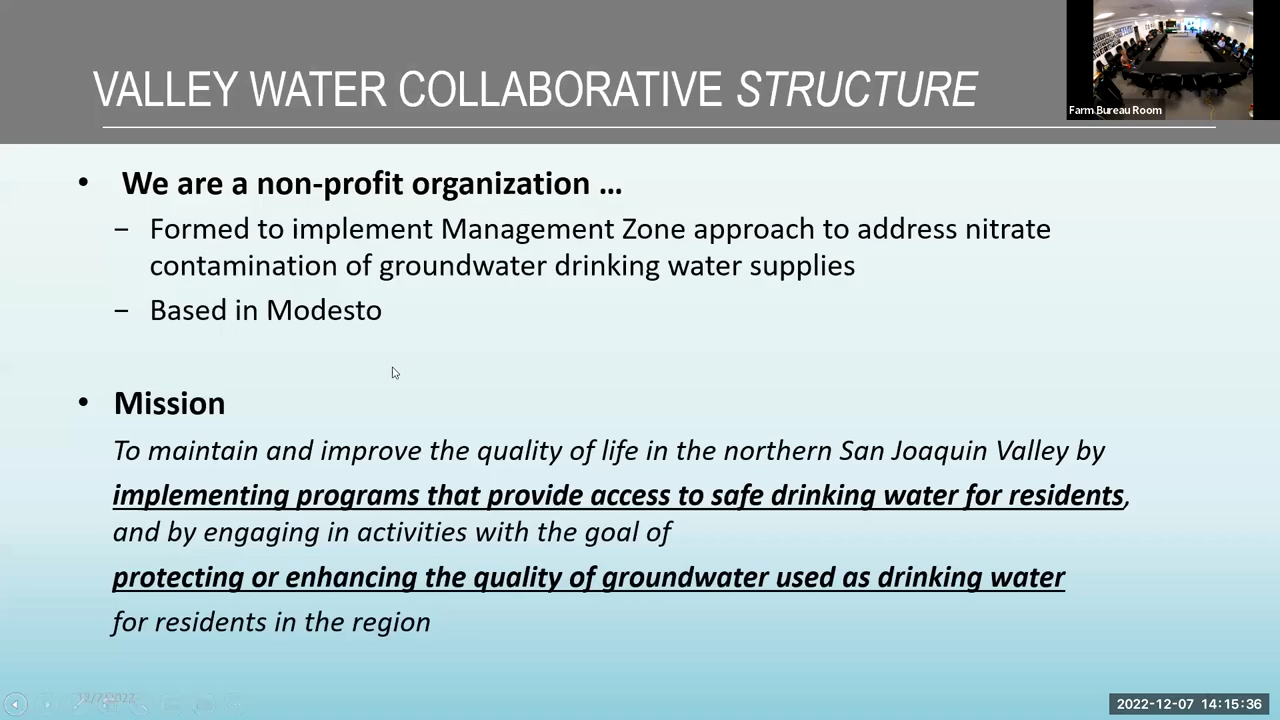 VALLEY WATER COLLABORATIVE STRUCTURE
Farm Bureau Room
• We are a non-profit organization ...
− Formed to implement Management Zone approach to address nitrate
contamination of groundwater drinking water supplies
− Based in Modesto
• Mission
To maintain and improve the quality of life in the northern San Joaquin Valley by
implementing programs that provide access to safe drinking water for residents,
and by engaging in activities with the goal of
protecting or enhancing the quality of groundwater used as drinking water
for residents in the region
12/7/2022
2022-12-07 14:15:36